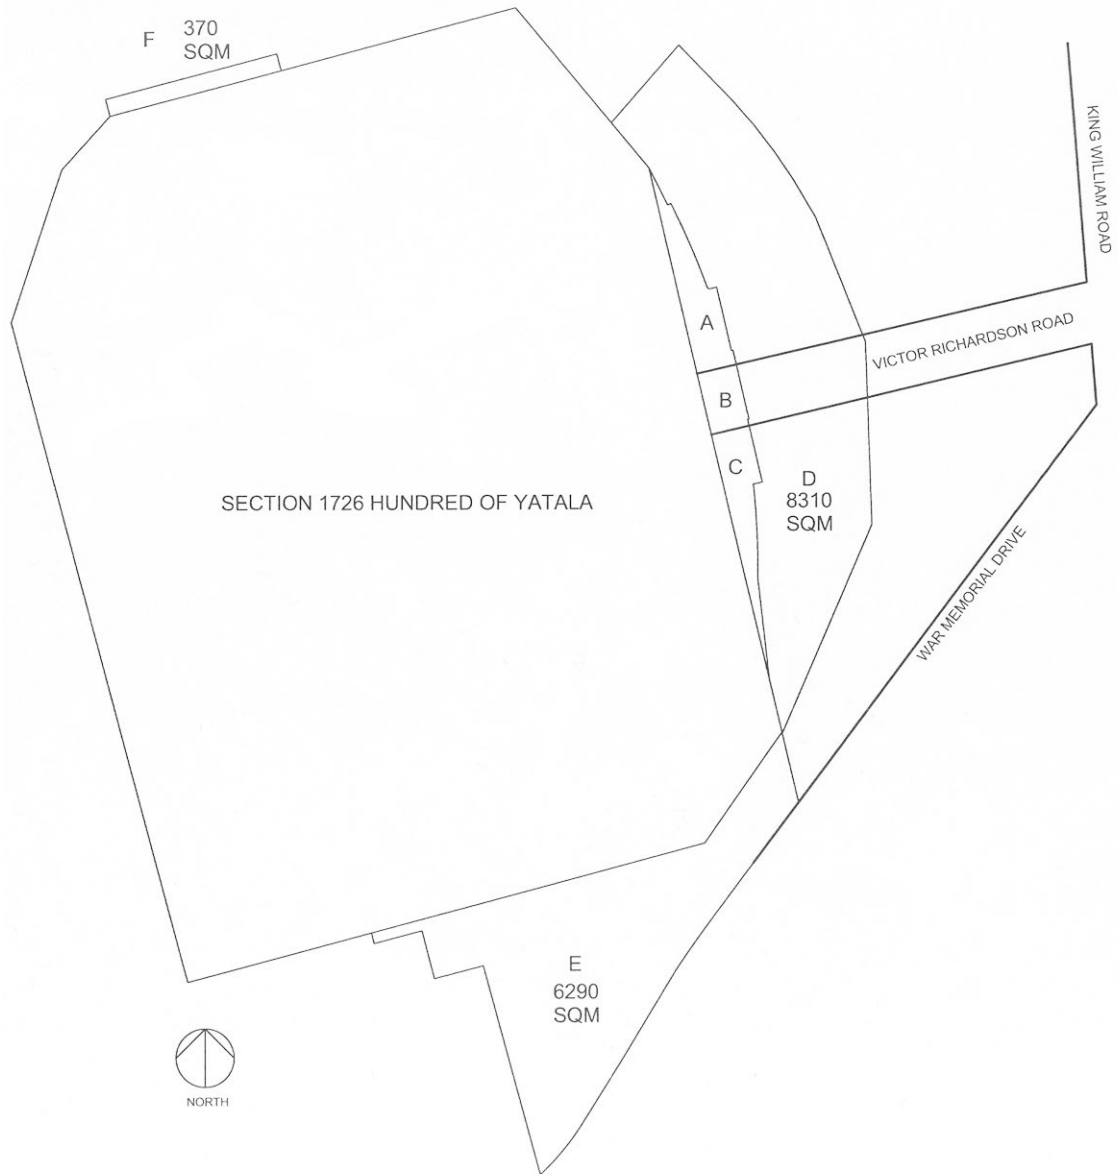 F
370
SQM
KING WILLIAM ROAD
A
VICTOR RICHARDSON ROAD
B
C
D
8310
SQM
SECTION 1726 HUNDRED OF YATALA
WAR MEMORIAL DRIVE
E
6290
SQM
NORTH